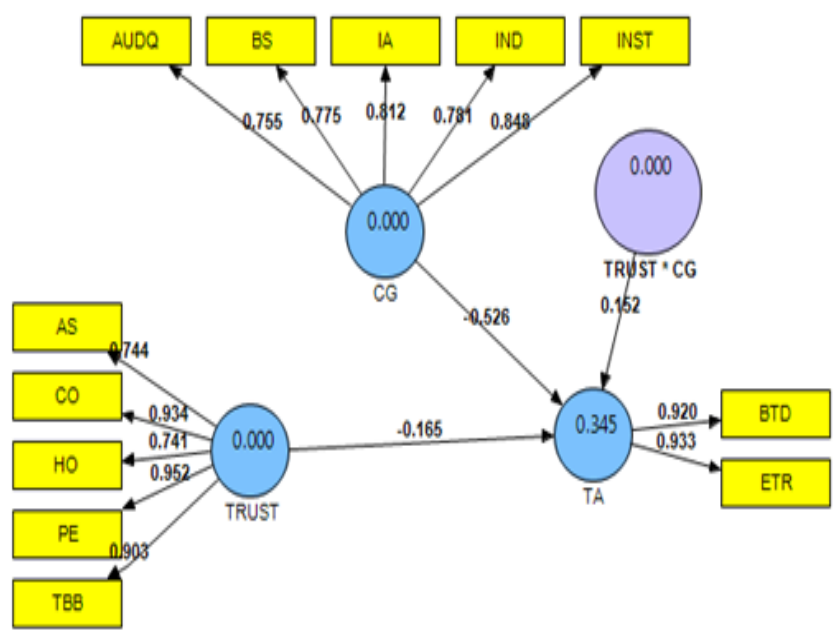 AUDQ BS IA IND INST
0.755 0.775 0.812 0.781 0.848
0.000
CG
0.000
TRUST * CG
0.152
-0.526
AS
0.744
CO
0.934
HO
0.741
PE
0.952
TBB
0.903
0.000
TRUST
-0.165
0.345
TA
0.920
BTD
0.933
ETR